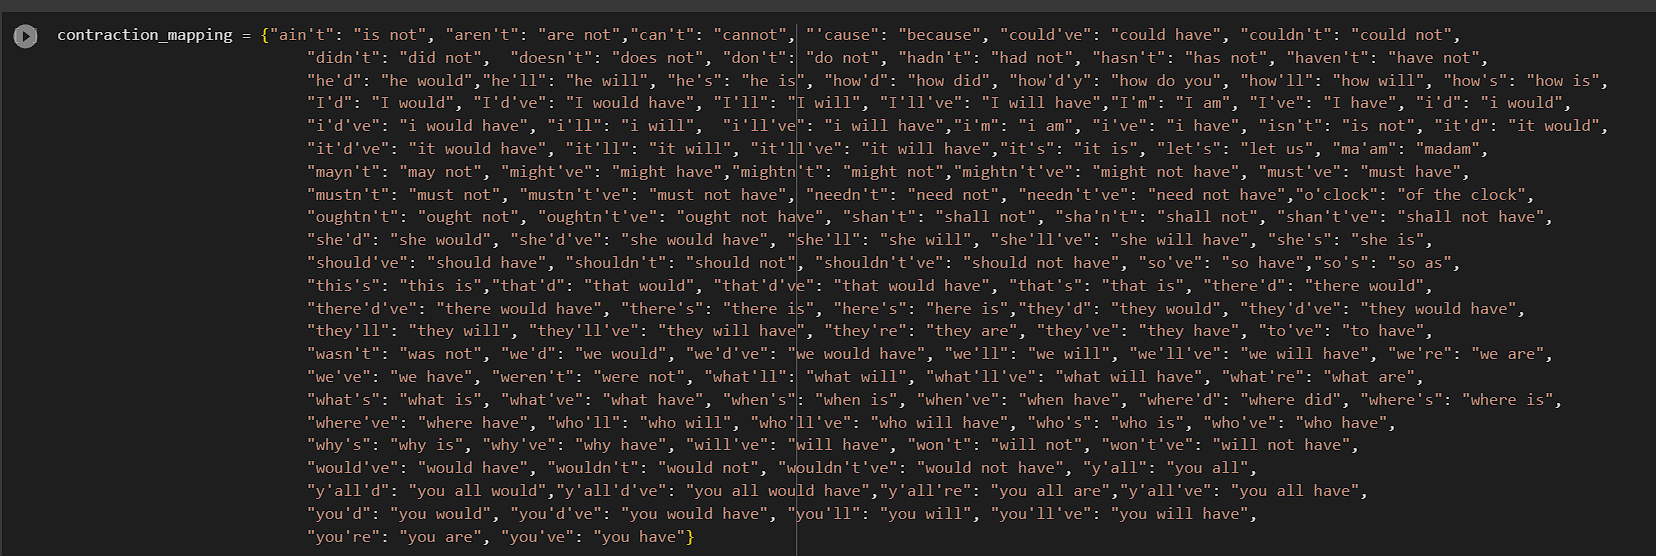 contraction_mapping = {"ain't": "is not", "aren't": "are not","can't": "cannot", "'cause": "because", "could've": "could have", "couldn't": "could not",
"didn't": "did not",  "doesn't": "does not", "don't": "do not", "hadn't": "had not", "hasn't": "has not", "haven't": "have not",
"he'd": "he would","he'll": "he will", "he's": "he is", "how'd": "how did", "how'd'y": "how do you", "how'll": "how will", "how's": "how is",
"I'd": "I would", "I'd've": "I would have", "I'll": "I will", "I'll've": "I will have","I'm": "I am", "I've": "I have", "i'd": "i would",
"i'd've": "i would have", "i'll": "i will",  "i'll've": "i will have","i'm": "i am", "i've": "i have", "isn't": "is not", "it'd": "it would",
"it'd've": "it would have", "it'll": "it will", "it'll've": "it will have","it's": "it is", "let's": "let us", "ma'am": "madam",
"mayn't": "may not", "might've": "might have","mightn't": "might not","mightn't've": "might not have", "must've": "must have",
"mustn't": "must not", "mustn't've": "must not have", "needn't": "need not", "needn't've": "need not have","o'clock": "of the clock",
"oughtn't": "ought not", "oughtn't've": "ought not have", "shan't": "shall not", "sha'n't": "shall not", "shan't've": "shall not have",
"she'd": "she would", "she'd've": "she would have", "she'll": "she will", "she'll've": "she will have", "she's": "she is",
"should've": "should have", "shouldn't": "should not", "shouldn't've": "should not have", "so've": "so have","so's": "so as",
"this's": "this is","that'd": "that would", "that'd've": "that would have", "that's": "that is", "there'd": "there would",
"there'd've": "there would have", "there's": "there is", "here's": "here is","they'd": "they would", "they'd've": "they would have",
"they'll": "they will", "they'll've": "they will have", "they're": "they are", "they've": "they have", "to've": "to have",
"wasn't": "was not", "we'd": "we would", "we'd've": "we would have", "we'll": "we will", "we'll've": "we will have", "we're": "we are",
"we've": "we have", "weren't": "were not", "what'll": "what will", "what'll've": "what will have", "what're": "what are",
"what's": "what is", "what've": "what have", "when's": "when is", "when've": "when have", "where'd": "where did", "where's": "where is",
"where've": "where have", "who'll": "who will", "who'll've": "who will have", "who's": "who is", "who've": "who have",
"why's": "why is", "why've": "why have", "will've": "will have", "won't": "will not", "won't've": "will not have",
"would've": "would have", "wouldn't": "would not", "wouldn't've": "would not have", "y'all": "you all",
"y'all'd": "you all would","y'all'd've": "you all would have","y'all're": "you all are","y'all've": "you all have",
"you'd": "you would", "you'd've": "you would have", "you'll": "you will", "you'll've": "you will have",
"you're": "you are", "you've": "you have"}